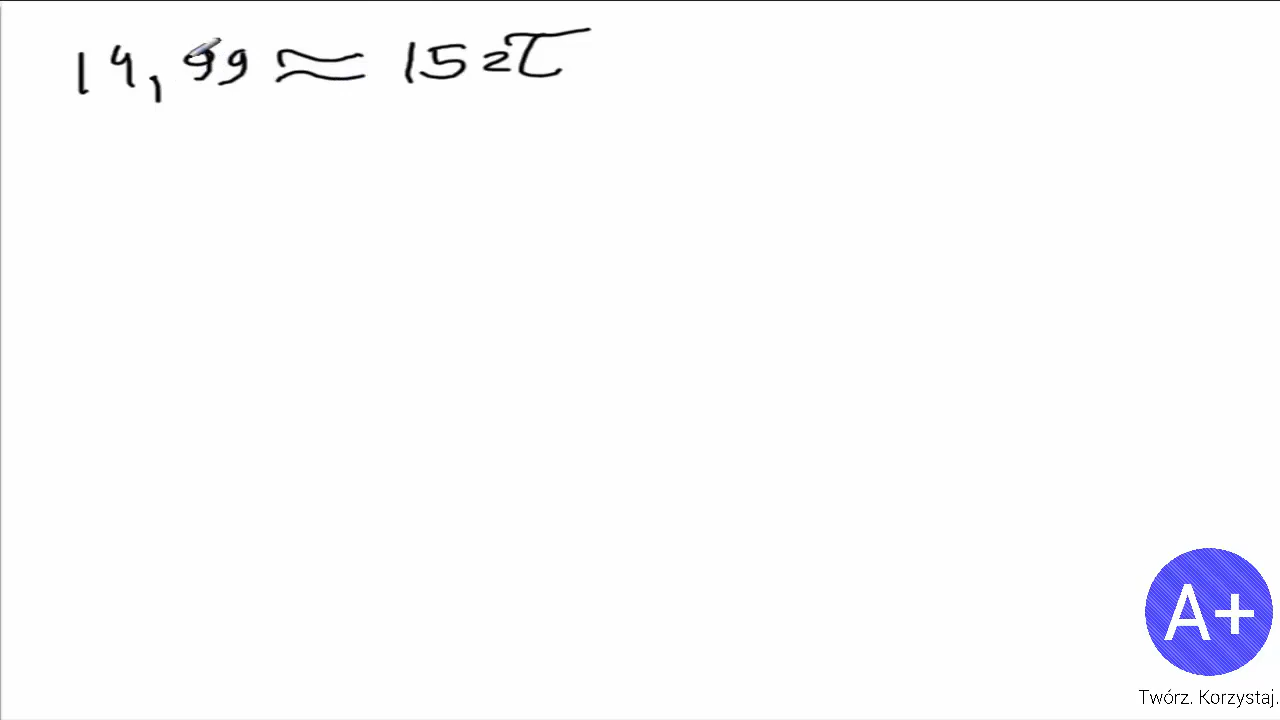 14,99 ≈ 15 zł
A+
Twórz. Korzystaj.